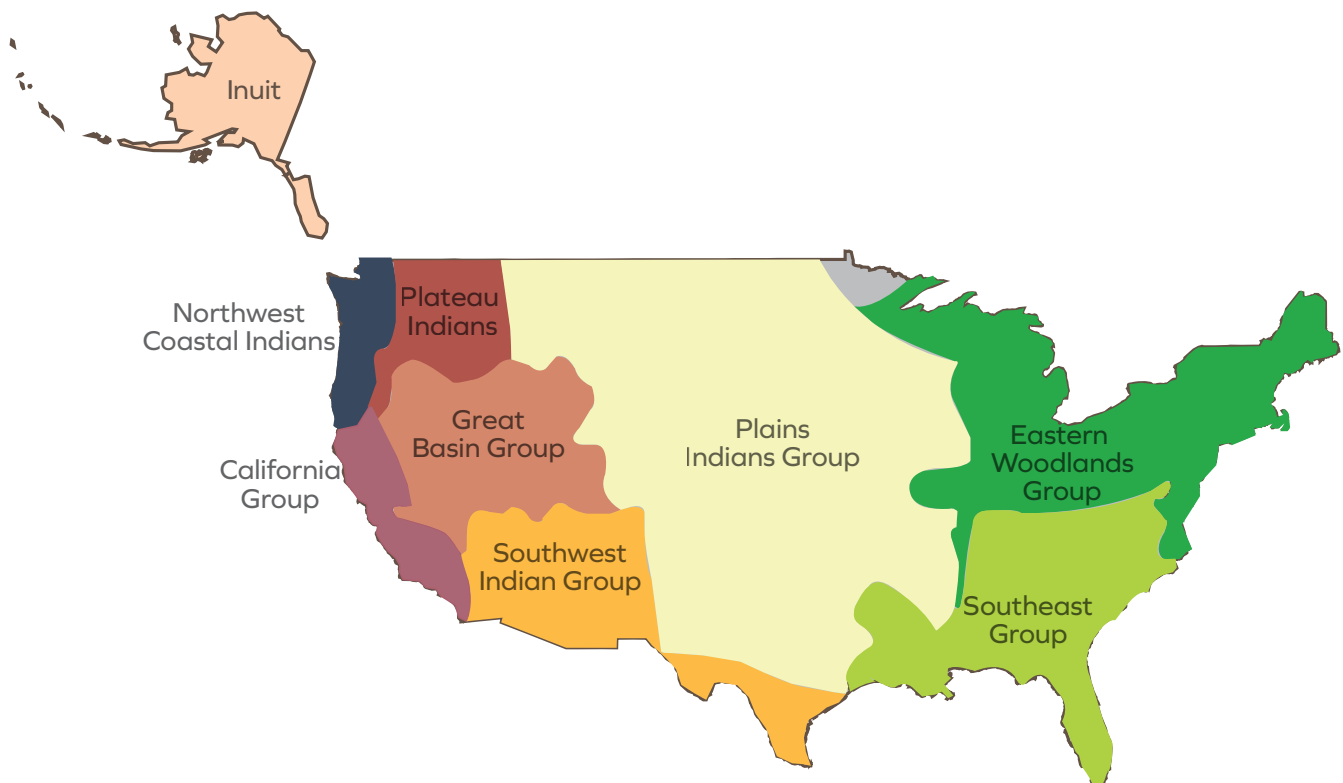 Inuit
Northwest
Coastal Indians
Plateau
Indians
Great
Basin Group
California
Group
Plains
Indians Group
Eastern
Woodlands
Group
Southwest
Indian Group
Southeast
Group